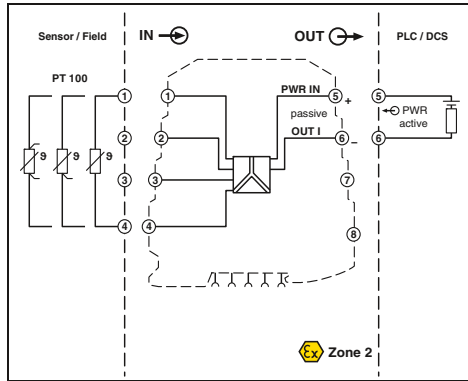 Sensor / Field
IN
OUT
PLC / DCS
PT 100
PWR IN
passive
OUT I
PWR
active
1
2
3
4
1
2
3
4
5
+
6
–
7
8
5
6
ϑ
ϑ
ϑ
Ex
Zone 2